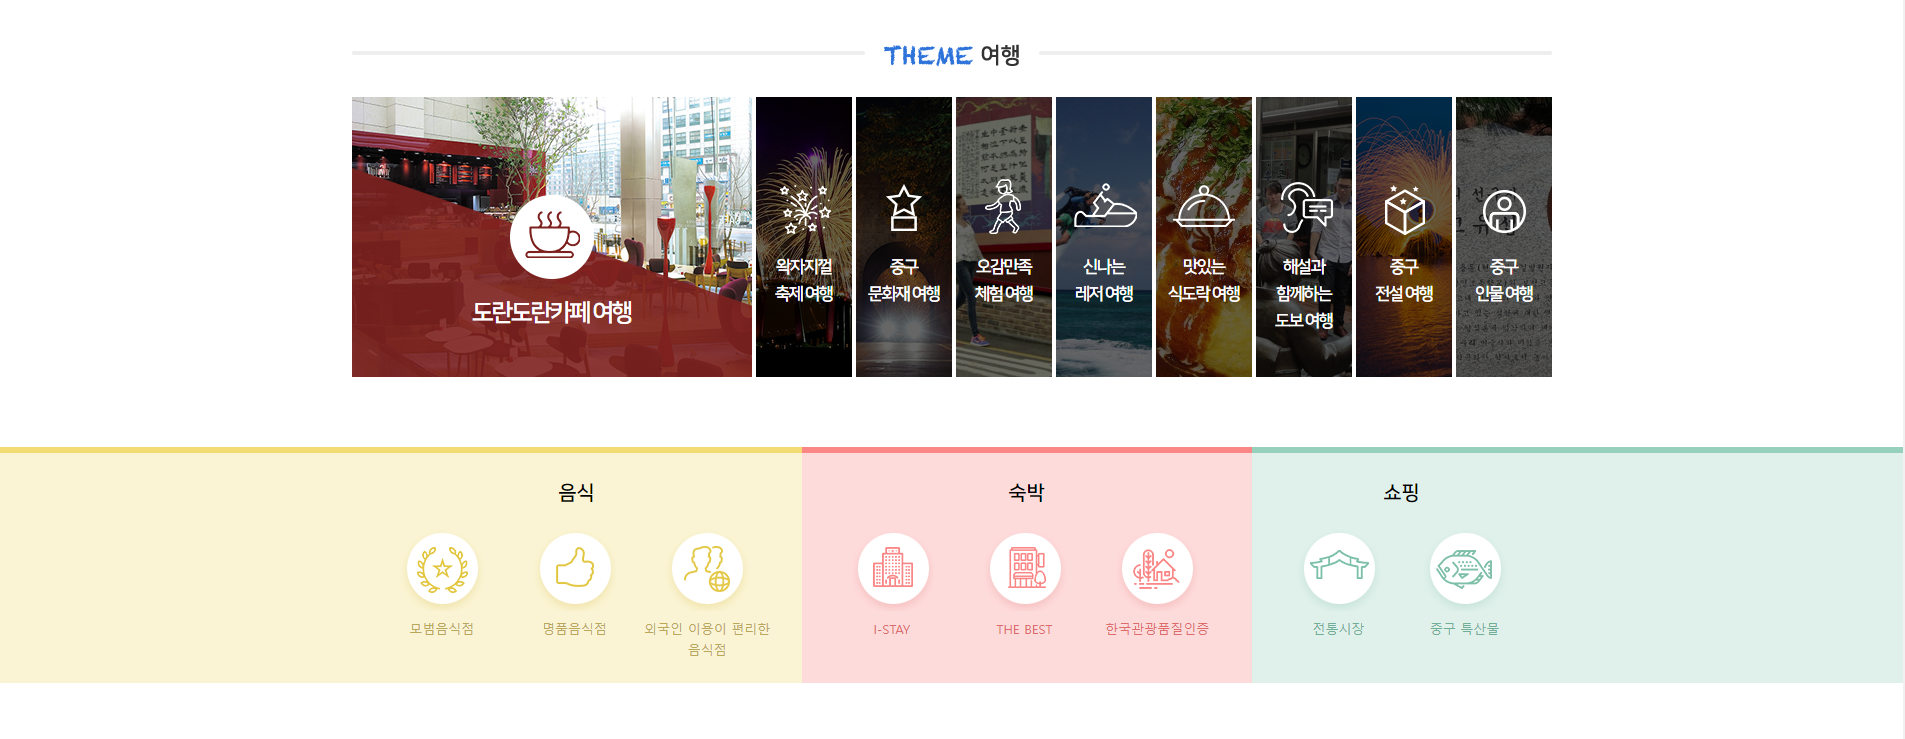 THEME 여행
도란도란카페 여행
왁자지껄
축제 여행
중구
문화재 여행
오감만족
체험 여행
신나는
레저 여행
맛있는
식도락 여행
해설과
함께하는
도보 여행
중구
전설 여행
중구
인물 여행
음식
모범음식점
명품음식점
외국인 이용이 편리한
음식점
숙박
I-STAY
THE BEST
한국관광품질인증
쇼핑
전통시장
중구 특산물